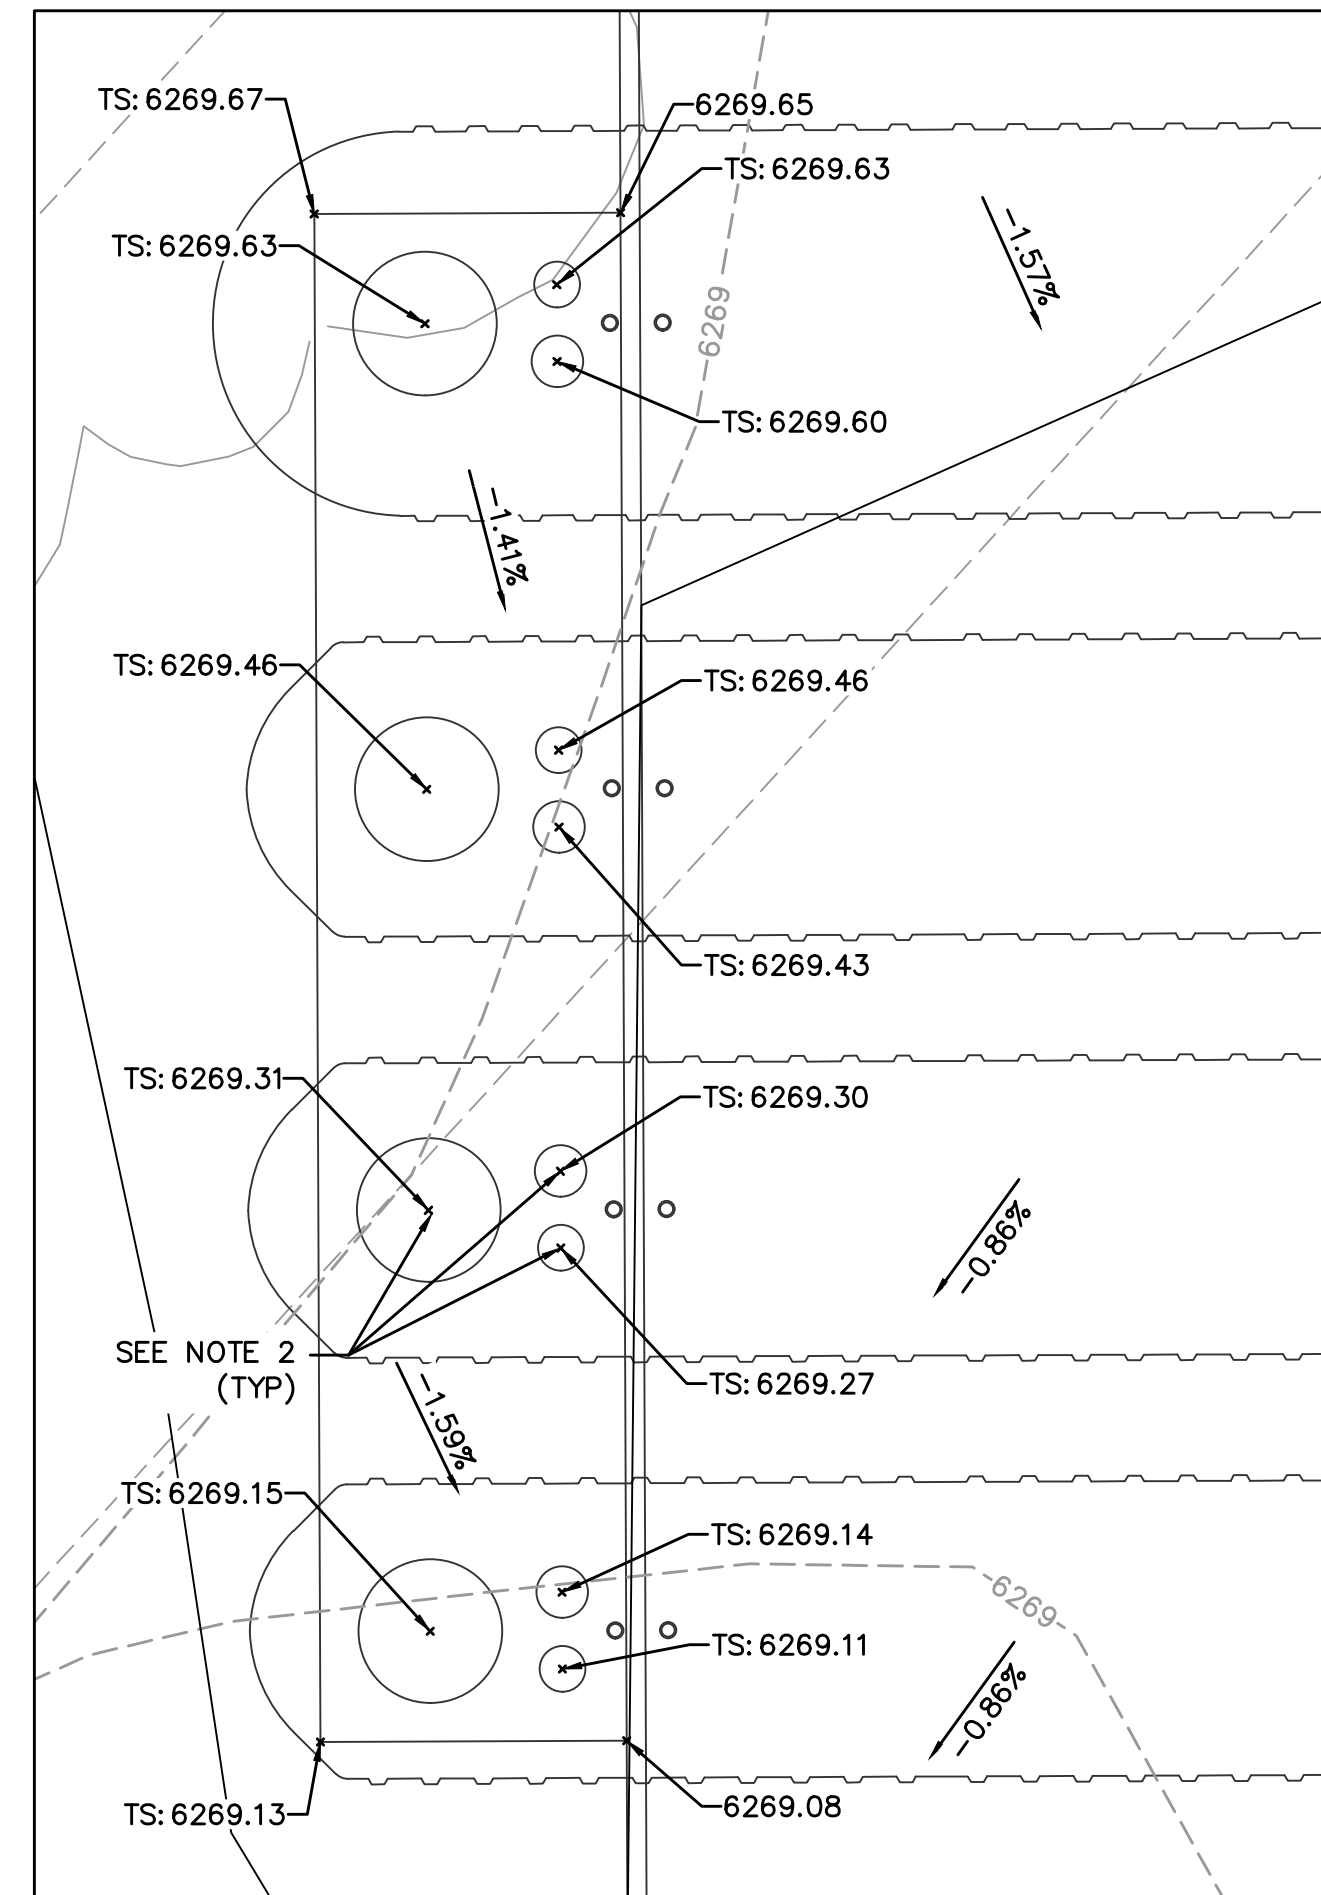 TS: 6269.67
6269.65
TS: 6269.63
TS: 6269.63
-1.57%
6269
TS: 6269.60
-1.41%
TS: 6269.46
TS: 6269.46
TS: 6269.43
TS: 6269.31
TS: 6269.30
-0.86%
SEE NOTE 2
(TYP)
TS: 6269.27
-1.59%
TS: 6269.15
TS: 6269.14
6269
TS: 6269.11
-0.86%
TS: 6269.13
6269.08